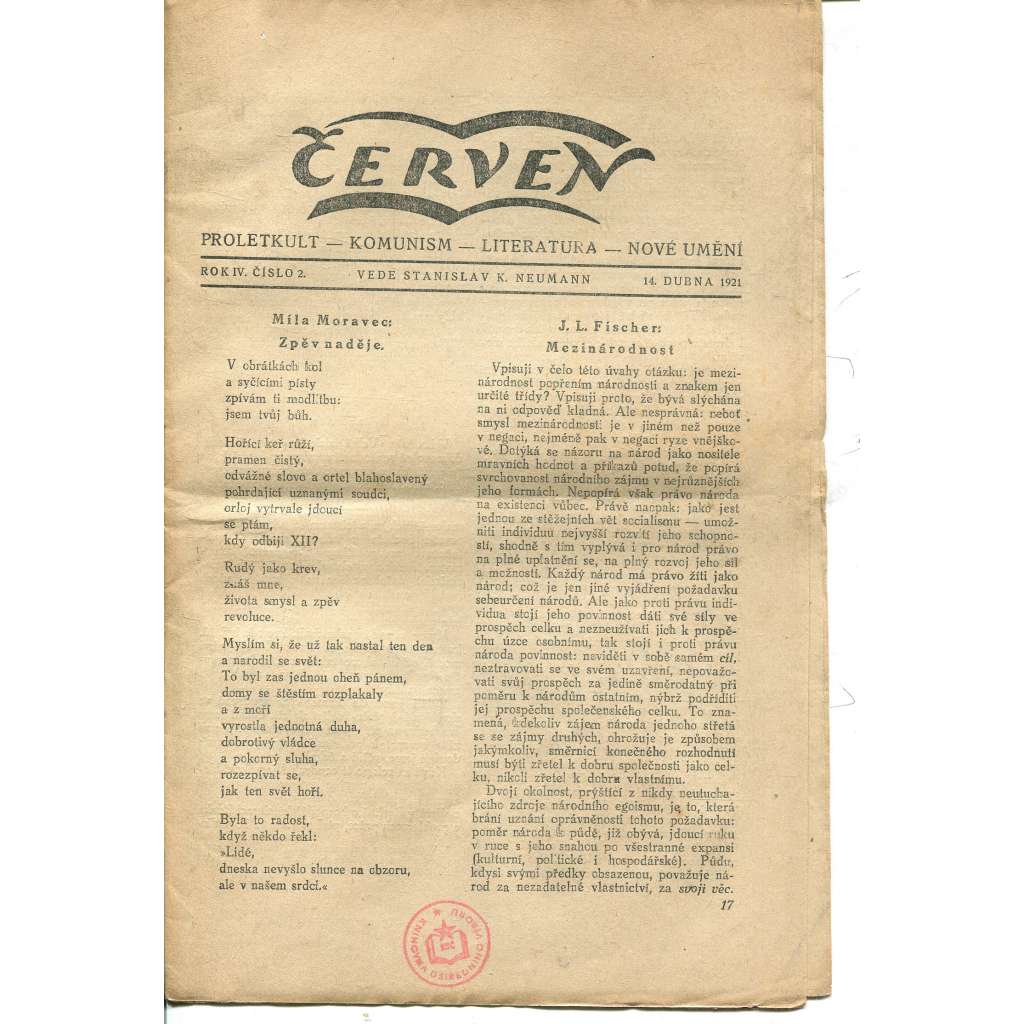 ČERVEN
PROLETKULT — KOMUNISM — LITERATURA — NOVÉ UMĚNÍ
ROK IV. ČÍSLO 2. VEDE STANISLAV K. NEUMANN 14. DUBNA 1921
Míla Moravec:
Zpěv naděje.
V obrátkách kol
a syčícími písty
zpívám ti modlitbu:
jsem tvůj bůh.
Hořící keř růží,
pramen čistý,
odvážné slovo a ortel blahoslavený
pohrdající uznanými soudci,
orloj vytrvale jdoucí
se ptám,
kdy odbijí XII?
Rudý jako krev,
znáš mne,
života smysl a zpěv
revoluce.
Myslím si, že už tak nastal ten den
a narodil se svět:
To byl zas jednou oheň pánem,
domy se štěstím rozplakaly
a z moří
vyrostla jednotná duha,
dobrotivý vládce
a pokorný sluha,
rozezpívat se,
jak ten svět hoří.
Byla to radost,
když někdo řekl:
»Lidé,
dneska nevyšlo slunce na obzoru,
ale v našem srdci.«
J. L. Fischer:
Mezinárodnost
Vpisuji v čelo této úvahy otázku: je mezi-
národnost popřením národnosti a znakem jen
určité třídy? Vpisuji proto, že bývá slýchána
na ni odpověď kladná. Ale nesprávná: neboť
smysl mezinárodnosti je v jiném než pouze
v negaci, nejméně pak v negaci ryze vnějško-
vé. Dotýká se názoru na národ jako nositele
mravních hodnot a příkazů potud, že popírá
svrchovanost národního zájmu v nejrůznějších
jeho formách. Nepopírá však právo národa
na existenci vůbec. Právě naopak: jako jest
jednou ze stěžejních vět socialismu — umož-
niti individuu nejvyšší rozvití jeho schopno-
stí, shodně s tím vyplývá i pro národ právo
na plné uplatnění se, na plný rozvoj jeho sil
a možností. Každý národ má právo žíti jako
národ; což je jen jiné vyjádření požadavku
sebeurčení národů. Ale jako proti právu indi-
vidua stojí jeho povinnost dáti své síly ve
prospěch celku a nezneužívati jich k prospě-
chu úzce osobnímu, tak stojí i proti právu
národa povinnost: neviděti v sobě samém cíl,
neztravovati se ve svém uzavření, nepovažo-
vati svůj prospěch za jedině směrodatný při
poměru k národům ostatním, nýbrž podříditi
jej prospěchu společenského celku. To zna-
mená, kdekoliv zájem národa jednoho střetá
se se zájmy druhých, ohrožuje je způsobem
jakýmkoliv, směrnicí konečného rozhodnutí
musí býti zřetel k dobru společnosti jako cel-
ku, nikoli zřetel k dobru vlastnímu.
Dvojí okolnost, prýštící z nikdy neutucha-
jícího zdroje národního egoismu, je to, která
brání uznání oprávněnosti tohoto požadavku:
poměr národa k půdě, již obývá, jdoucí ruku
v ruce s jeho snahou po všestranné expansi
(kulturní, politické i hospodářské). Půdu,
kdysi svými předky obsazenou, považuje ná-
rod za nezadatelné vlastnictví, za svoji věc.
17
KNIHOVNA ÚSTŘEDNÍHO VÝBORU
KSČ